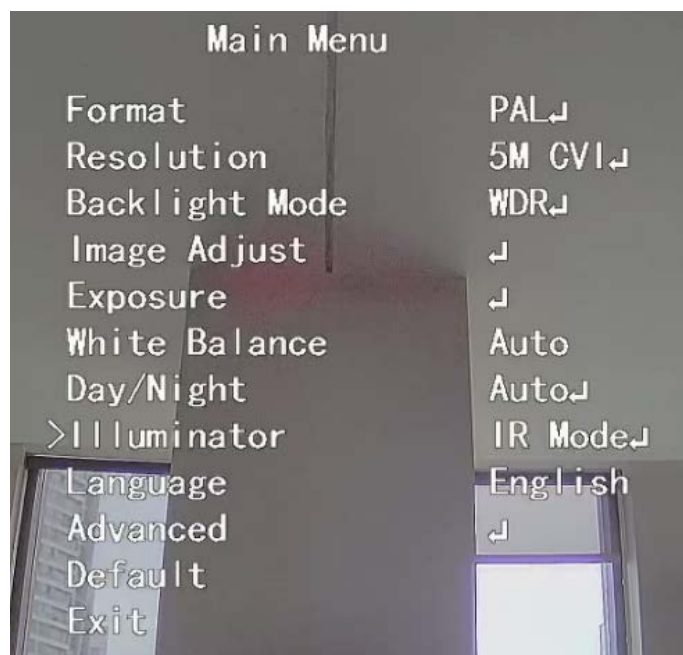 Main Menu
Format PAL↲
Resolution 5M CVI↲
Backlight Mode WDR↲
Image Adjust ↲
Exposure ↲
White Balance Auto
Day/Night Auto↲
>Illuminator IR Mode↲
Language English
Advanced ↲
Default
Exit